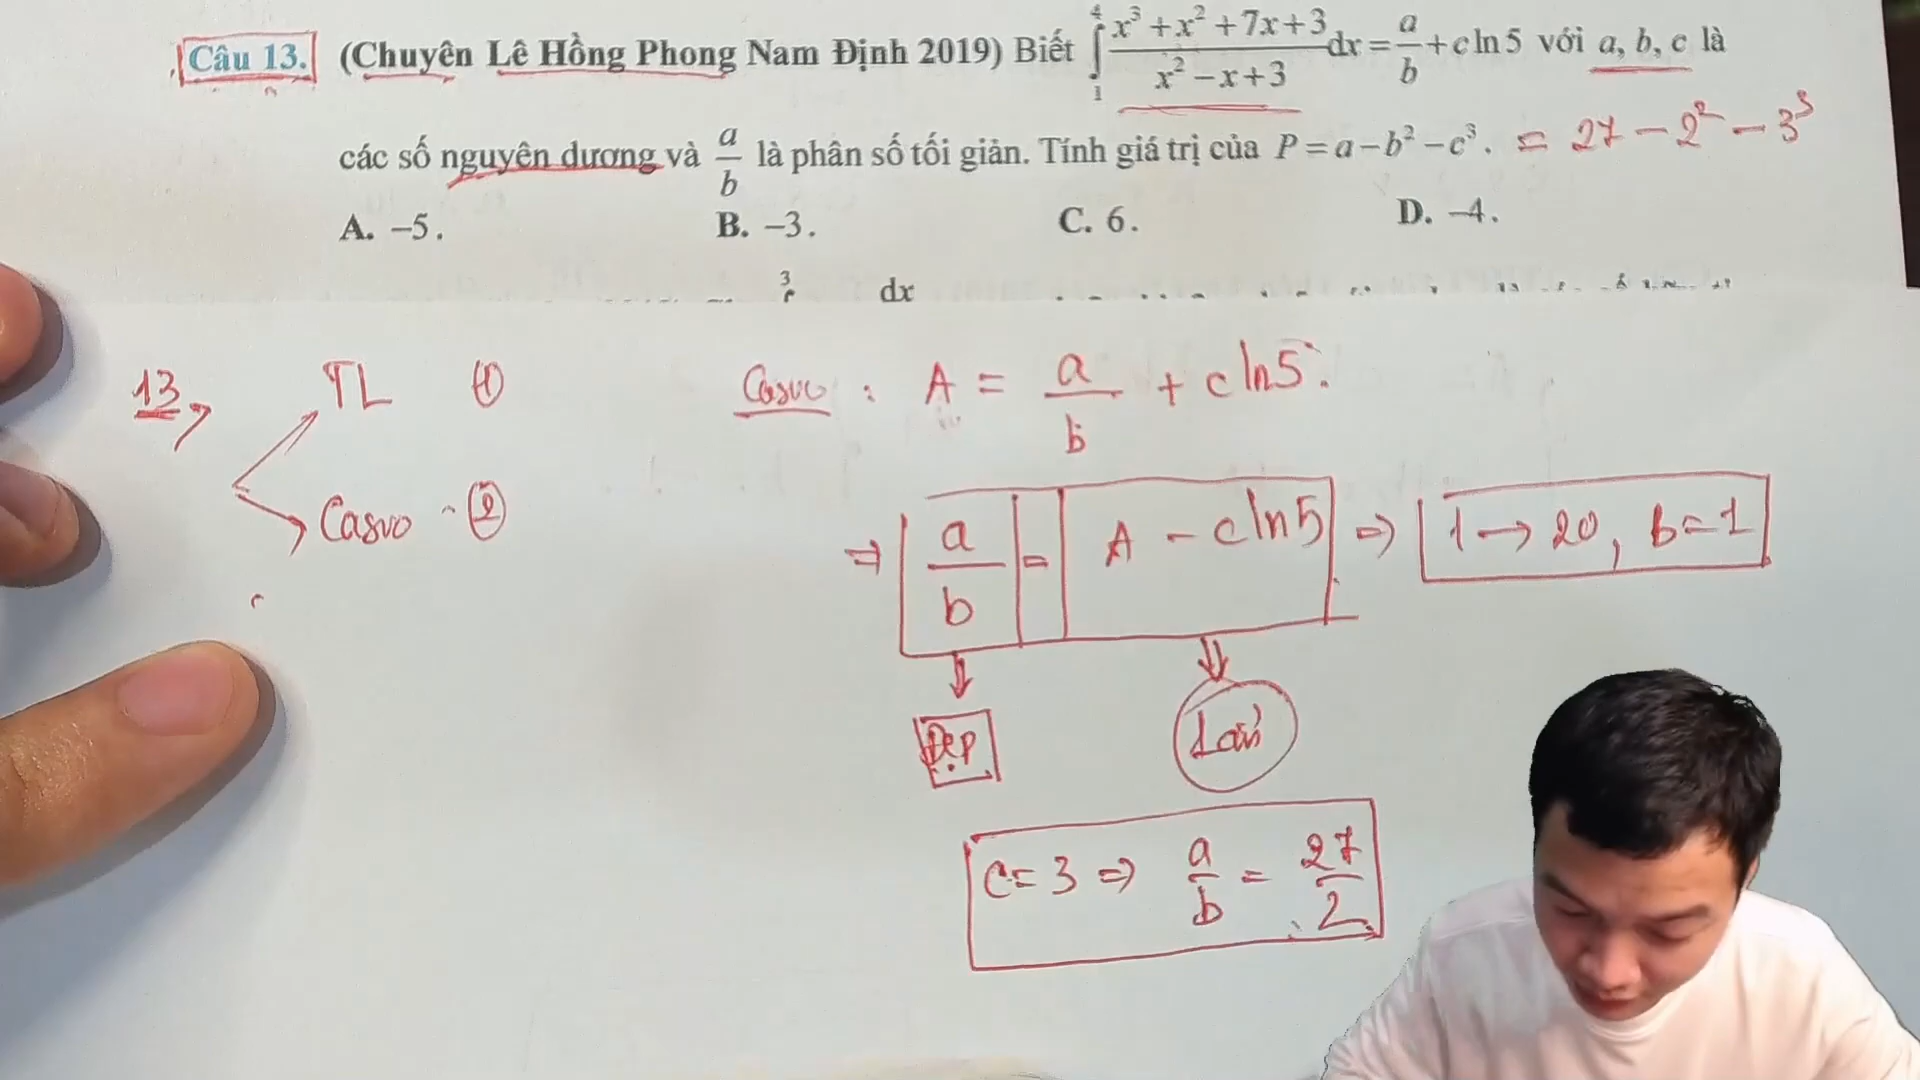 Câu 13. (Chuyên Lê Hồng Phong Nam Định 2019) Biết ∫₁⁴ (x³ + x² + 7x + 3)/(x² − x + 3) dx = a/b + c ln 5 với a, b, c là
các số nguyên dương và a/b là phân số tối giản. Tính giá trị của P = a − b² − c³. = 27 − 2² − 3³
A. −5. B. −3. C. 6. D. −4.
3 dx
13, TL ① Casio : A = a/b + c ln5.
Casio - ② ⇒ a/b = A − c ln5 ⇒ 1 → 20, b = 1
Đẹp Lẻ
c = 3 ⇒ a/b = 27/2